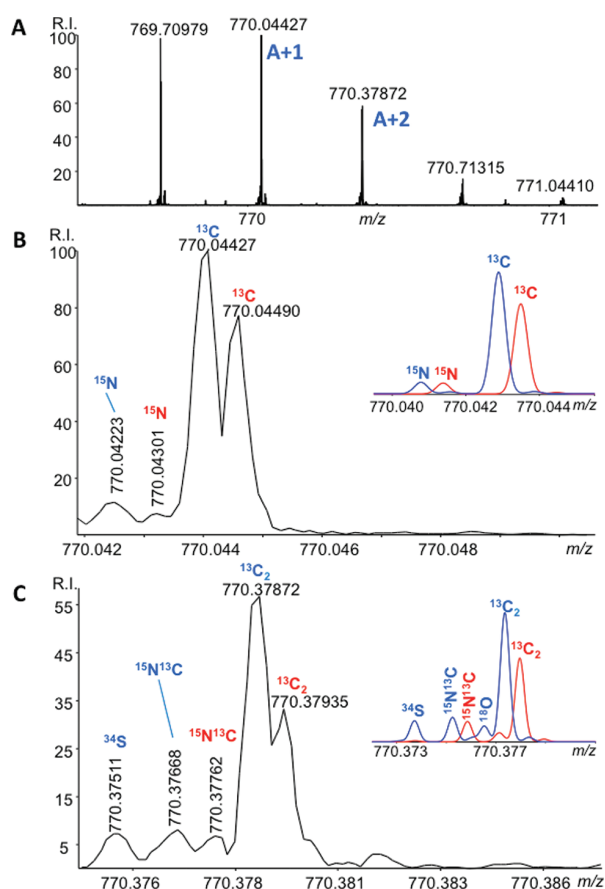 A
R.I.
769.70979
770.04427
100
A+1
80
770.37872
60
A+2
40
770.71315
20
771.04410
770
m/z
771
B
R.I.
¹³C
770.04427
100
¹³C
770.04490
80
60
¹⁵N
40
¹⁵N
770.04223
770.04301
20
¹³C
¹³C
¹⁵N
¹⁵N
770.040
770.042
770.044
m/z
770.042
770.044
770.046
770.048
m/z
C
R.I.
¹³C₂
770.37872
55
45
¹⁵N¹³C
¹³C₂
770.37935
35
¹⁵N¹³C
25
³⁴S
770.37511
770.37668
770.37762
15
5
¹³C₂
¹³C₂
³⁴S
¹⁵N¹³C
¹⁵N¹³C
¹⁸O
770.373
770.377
m/z
770.376
770.378
770.381
770.383
770.386
m/z